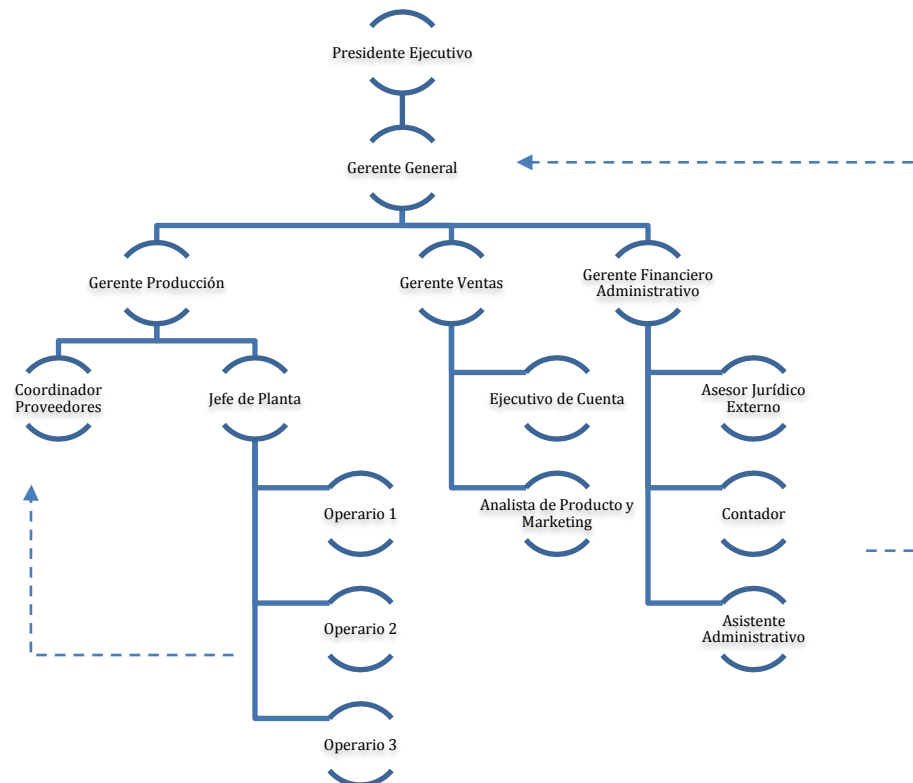 Presidente Ejecutivo
Gerente General
Gerente Producción
Gerente Ventas
Gerente Financiero
Administrativo
Coordinador
Proveedores
Jefe de Planta
Ejecutivo de Cuenta
Asesor Jurídico
Externo
Operario 1
Analista de Producto y
Marketing
Contador
Operario 2
Asistente
Administrativo
Operario 3